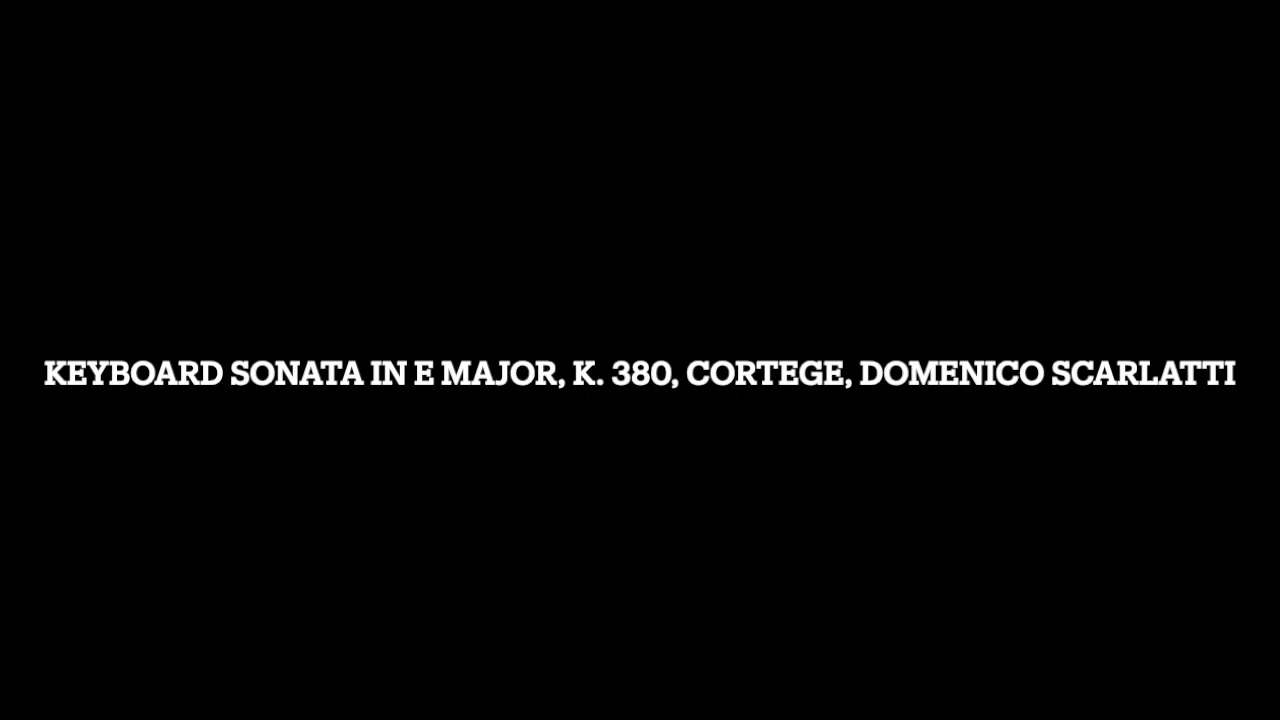 KEYBOARD SONATA IN E MAJOR, K. 380, CORTEGE, DOMENICO SCARLATTI